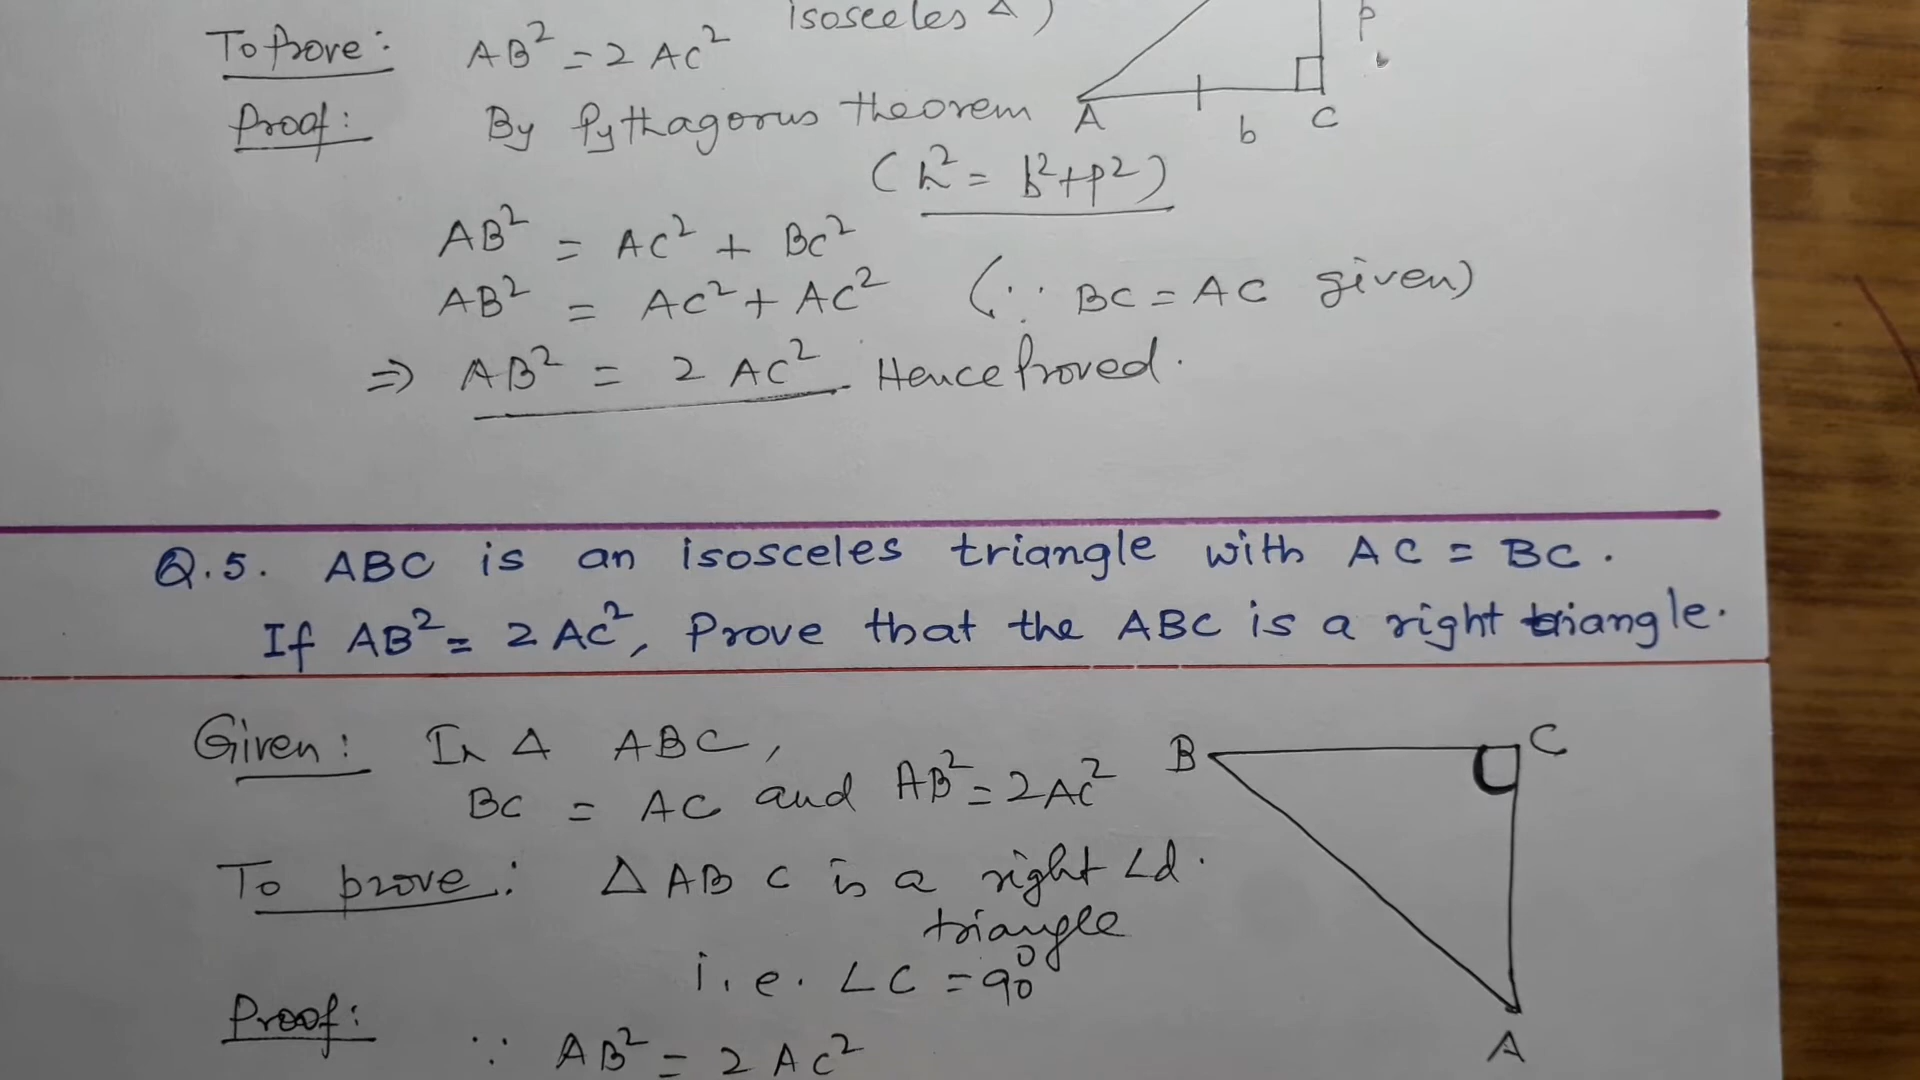 isosceles Δ)
To Prove: AB² = 2 AC²
p
Proof: By Pythagorus theorem
A b C
(h² = b²+p²)
AB² = AC² + BC²
AB² = AC² + AC² (∵ BC = AC given)
⇒ AB² = 2 AC² Hence Proved.
Q.5. ABC is an isosceles triangle with AC = BC.
If AB² = 2 AC², Prove that the ABC is a right triangle.
Given: In Δ ABC,
B C
BC = AC and AB² = 2AC²
To prove: Δ ABC is a right ∠d.
triangle
i.e. ∠C = 90°
Proof:
∵ AB² = 2 AC²
A